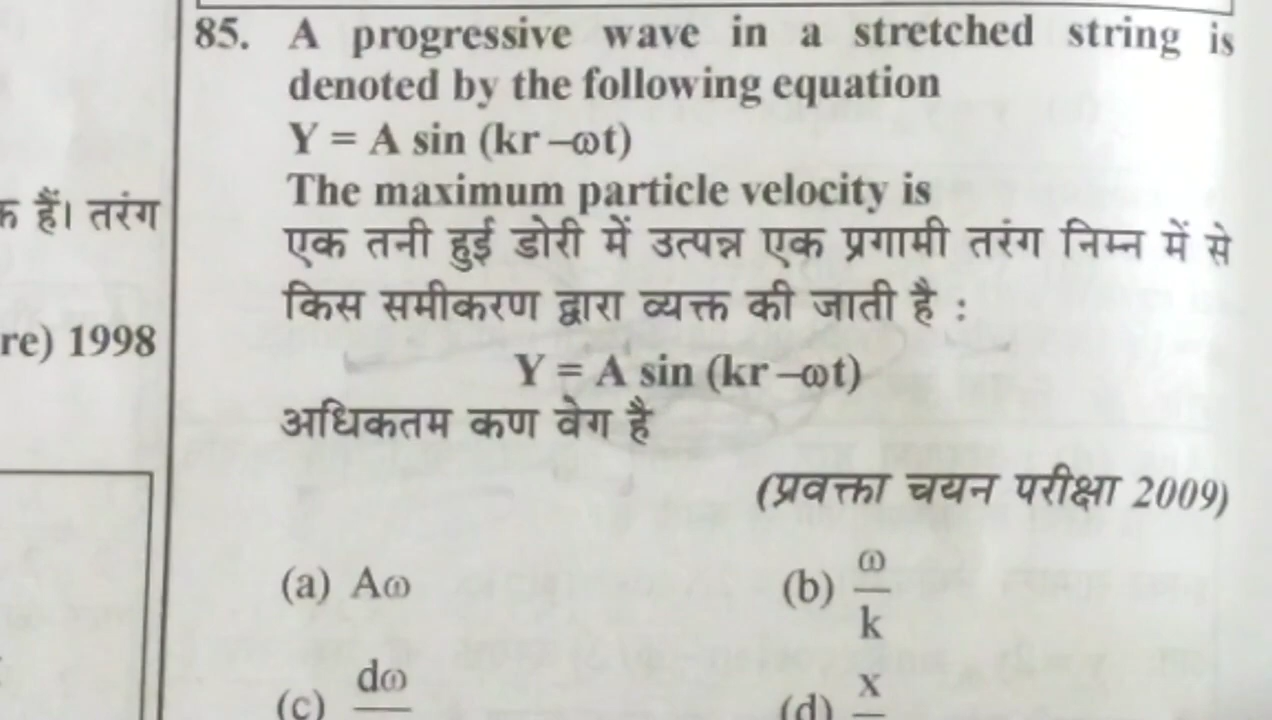 क हैं। तरंग
re) 1998
85. A progressive wave in a stretched string is
denoted by the following equation
Y = A sin (kr –ωt)
The maximum particle velocity is
एक तनी हुई डोरी में उत्पन्न एक प्रगामी तरंग निम्न में से
किस समीकरण द्वारा व्यक्त की जाती है :
Y = A sin (kr –ωt)
अधिकतम कण वेग है
(प्रवक्ता चयन परीक्षा 2009)
(a) Aω (b) ω/k
(c) dω (d) x